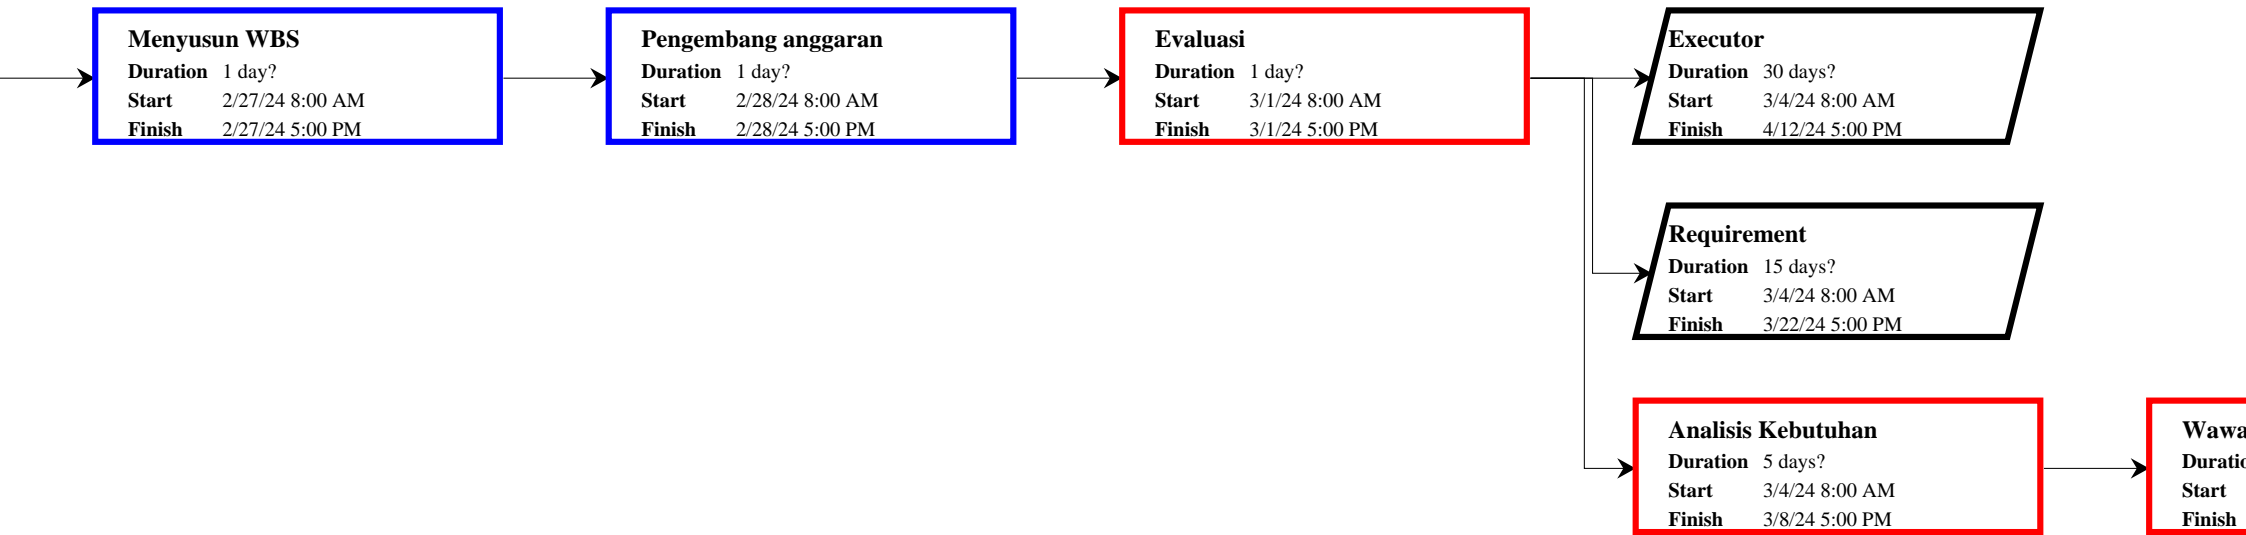 Menyusun WBS
Duration 1 day?
Start 2/27/24 8:00 AM
Finish 2/27/24 5:00 PM
Pengembang anggaran
Duration 1 day?
Start 2/28/24 8:00 AM
Finish 2/28/24 5:00 PM
Evaluasi
Duration 1 day?
Start 3/1/24 8:00 AM
Finish 3/1/24 5:00 PM
Executor
Duration 30 days?
Start 3/4/24 8:00 AM
Finish 4/12/24 5:00 PM
Requirement
Duration 15 days?
Start 3/4/24 8:00 AM
Finish 3/22/24 5:00 PM
Analisis Kebutuhan
Duration 5 days?
Start 3/4/24 8:00 AM
Finish 3/8/24 5:00 PM
Start
Finish